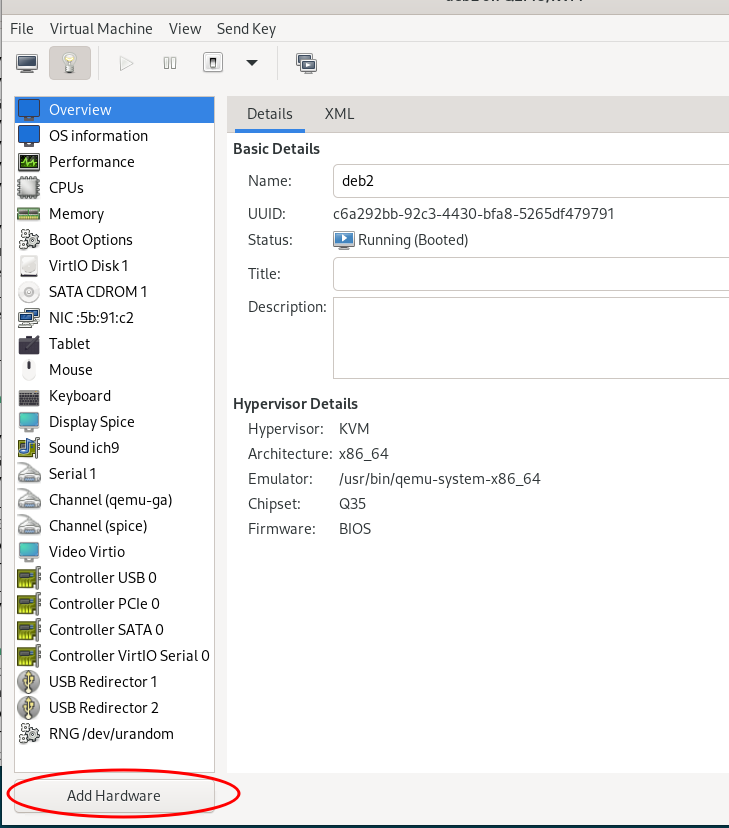 File Virtual Machine View Send Key
Overview
OS information
Performance
CPUs
Memory
Boot Options
VirtIO Disk 1
SATA CDROM 1
NIC :5b:91:c2
Tablet
Mouse
Keyboard
Display Spice
Sound ich9
Serial 1
Channel (qemu-ga)
Channel (spice)
Video Virtio
Controller USB 0
Controller PCIe 0
Controller SATA 0
Controller VirtIO Serial 0
USB Redirector 1
USB Redirector 2
RNG /dev/urandom
Add Hardware
Details XML
Basic Details
Name: deb2
UUID: c6a292bb-92c3-4430-bfa8-5265df479791
Status: Running (Booted)
Title:
Description:
Hypervisor Details
Hypervisor: KVM
Architecture: x86_64
Emulator: /usr/bin/qemu-system-x86_64
Chipset: Q35
Firmware: BIOS